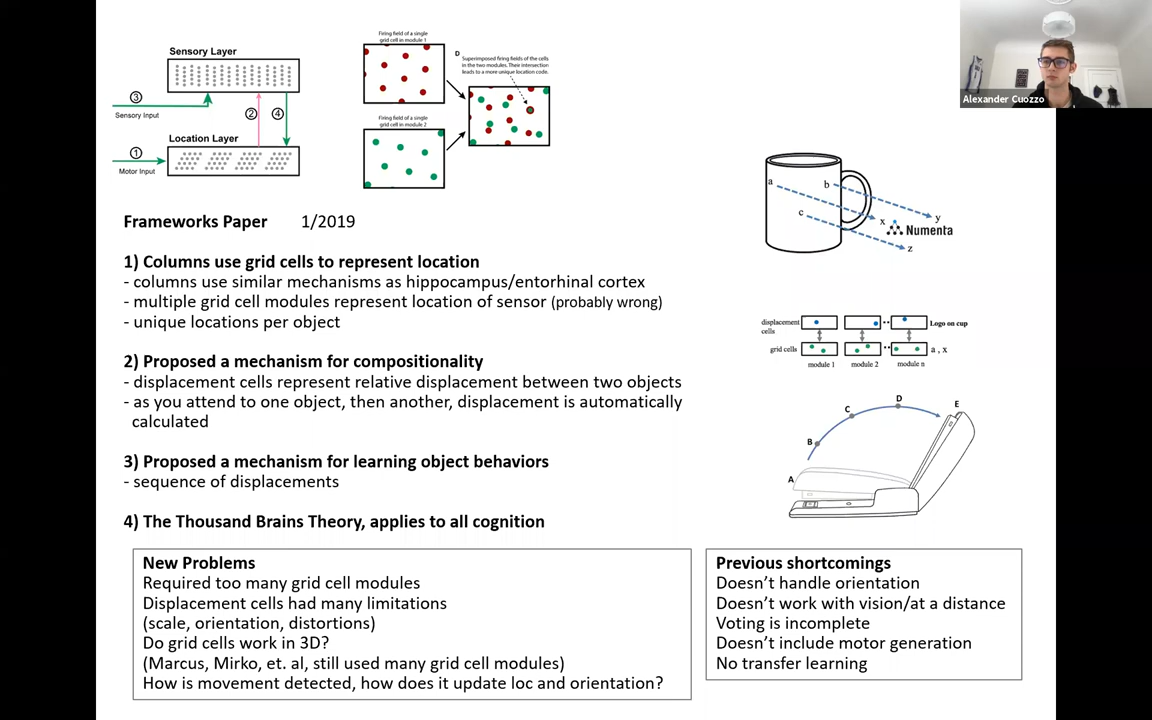 Sensory Layer
③
Sensory Input
②
④
Location Layer
①
Motor Input
Firing field of a single
grid cell in module 1
D
Superimposed firing fields of the cells
in the two modules. Their intersection
leads to a more unique location code.
Firing field of a single
grid cell in module 2
Alexander Cuozzo
a
b
c
x
y
z
Numenta
Frameworks Paper 1/2019
1) Columns use grid cells to represent location
- columns use similar mechanisms as hippocampus/entorhinal cortex
- multiple grid cell modules represent location of sensor (probably wrong)
- unique locations per object
2) Proposed a mechanism for compositionality
- displacement cells represent relative displacement between two objects
- as you attend to one object, then another, displacement is automatically
calculated
3) Proposed a mechanism for learning object behaviors
- sequence of displacements
4) The Thousand Brains Theory, applies to all cognition
displacement
cells
Logo on cup
grid cells
a , x
module 1 module 2 module n
A
B
C
D
E
New Problems
Required too many grid cell modules
Displacement cells had many limitations
(scale, orientation, distortions)
Do grid cells work in 3D?
(Marcus, Mirko, et. al, still used many grid cell modules)
How is movement detected, how does it update loc and orientation?
Previous shortcomings
Doesn't handle orientation
Doesn't work with vision/at a distance
Voting is incomplete
Doesn't include motor generation
No transfer learning